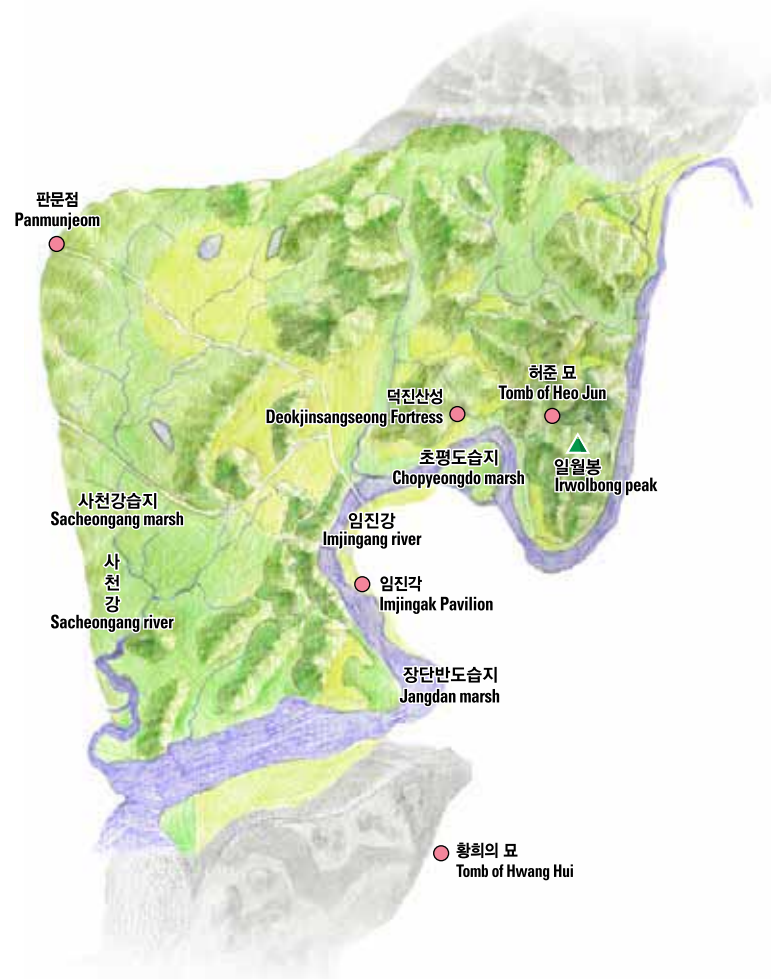 판문점
Panmunjeom
허준 묘
Tomb of Heo Jun
덕진산성
Deokjinsangseong Fortress
초평도습지
Chopyeongdo marsh
일월봉
Irwolbong peak
사천강습지
Sacheongang marsh
임진강
Imjingang river
사
천
강
Sacheongang river
임진각
Imjingak Pavilion
장단반도습지
Jangdan marsh
황희의 묘
Tomb of Hwang Hui